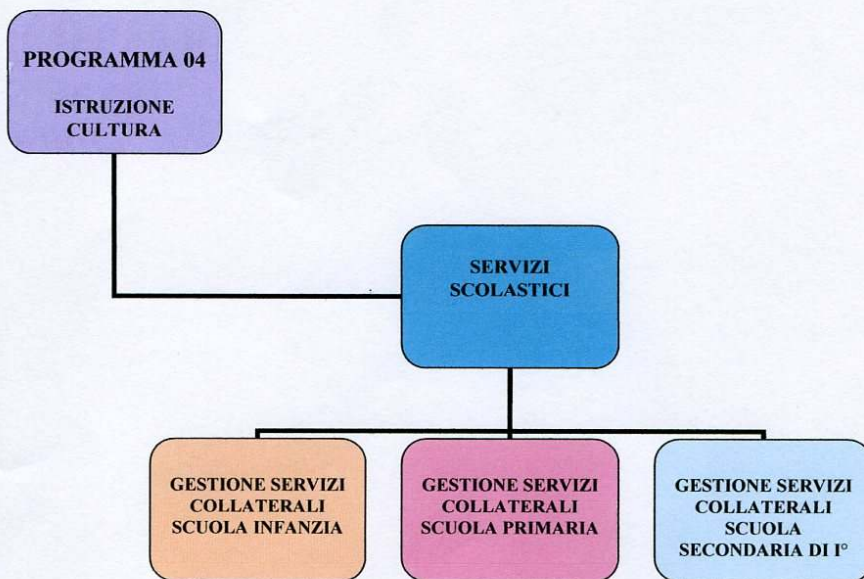 PROGRAMMA 04
ISTRUZIONE
CULTURA
SERVIZI
SCOLASTICI
GESTIONE SERVIZI
COLLATERALI
SCUOLA INFANZIA
GESTIONE SERVIZI
COLLATERALI
SCUOLA PRIMARIA
GESTIONE SERVIZI
COLLATERALI
SCUOLA
SECONDARIA DI I°